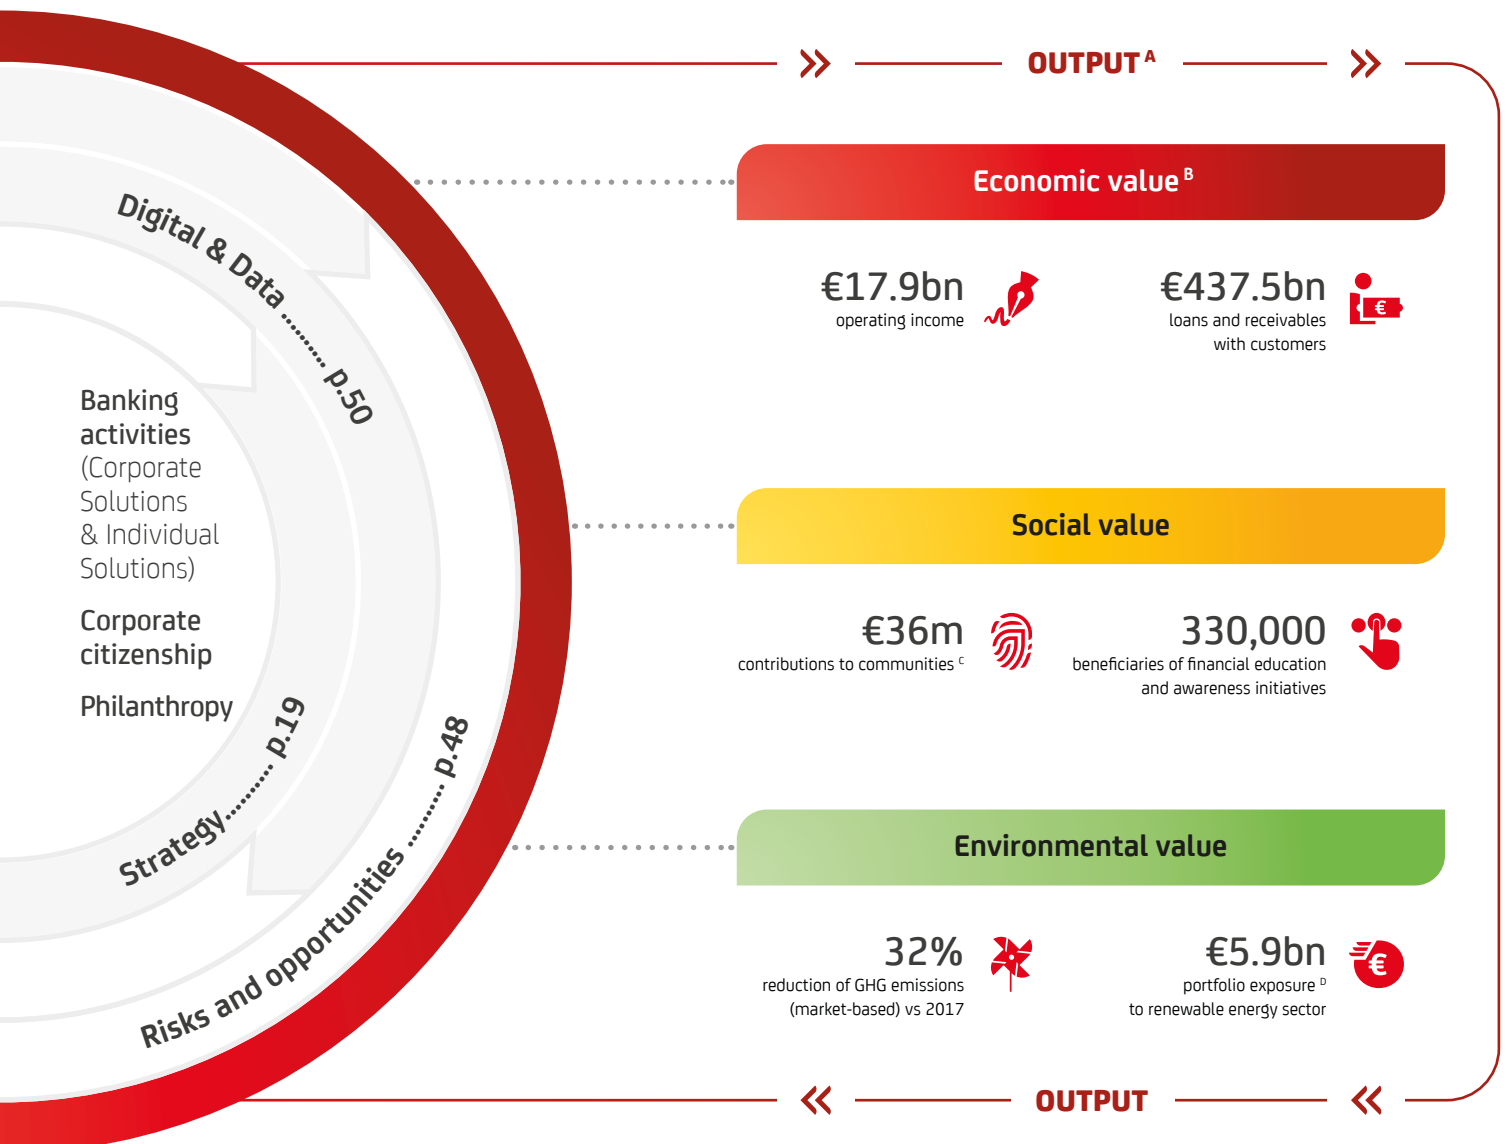 OUTPUT A
Digital & Data ........... p.50
Banking
activities
(Corporate
Solutions
& Individual
Solutions)
Corporate
citizenship
Philanthropy
Strategy.......... p.19
Risks and opportunities .......... p.48
Economic value B
€17.9bn
operating income
€437.5bn
loans and receivables
with customers
€
Social value
€36m
contributions to communities C
330,000
beneficiaries of financial education
and awareness initiatives
Environmental value
32%
reduction of GHG emissions
(market-based) vs 2017
€5.9bn
portfolio exposure D
to renewable energy sector
€
OUTPUT